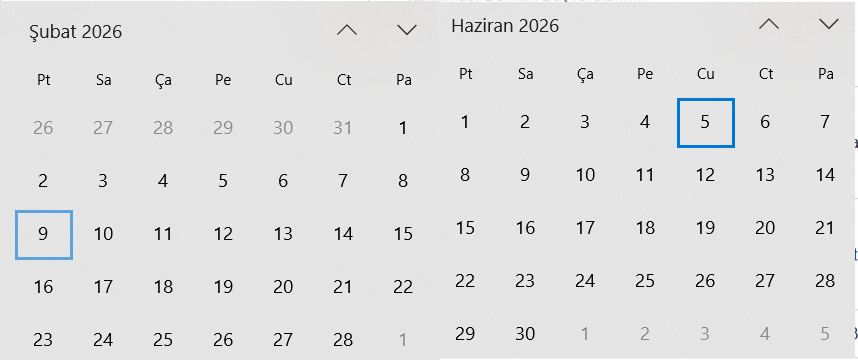 Şubat 2026
Pt Sa Ça Pe Cu Ct Pa
26 27 28 29 30 31 1
2 3 4 5 6 7 8
9 10 11 12 13 14 15
16 17 18 19 20 21 22
23 24 25 26 27 28 1
Haziran 2026
Pt Sa Ça Pe Cu Ct Pa
1 2 3 4 5 6 7
8 9 10 11 12 13 14
15 16 17 18 19 20 21
22 23 24 25 26 27 28
29 30 1 2 3 4 5